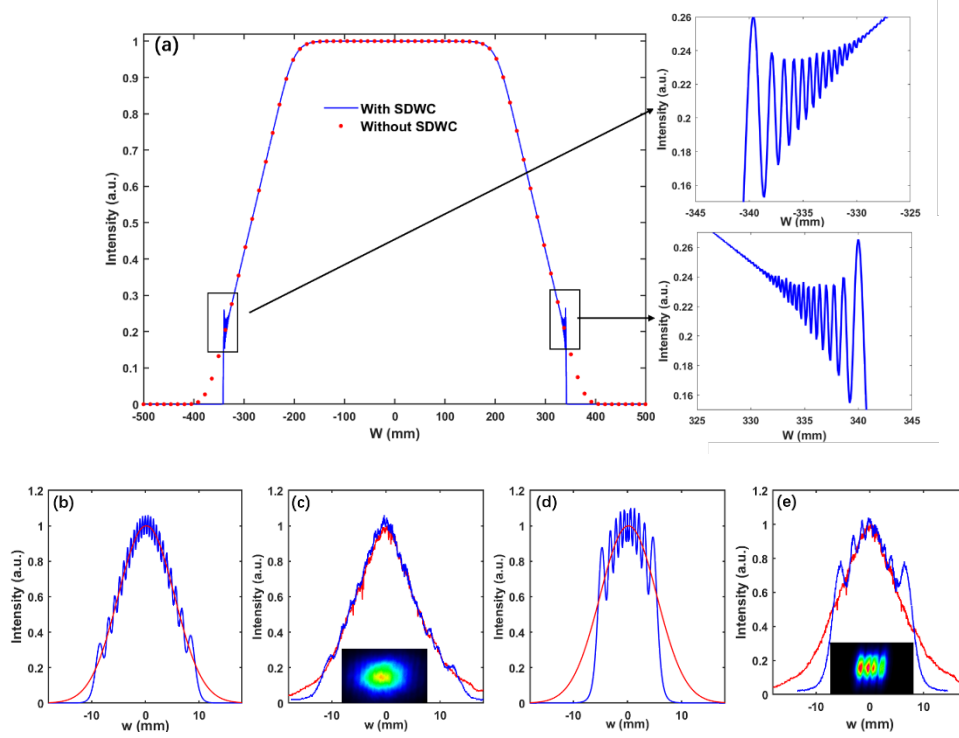 (a)
With SDWC
Without SDWC
Intensity (a.u.)
1
0.9
0.8
0.7
0.6
0.5
0.4
0.3
0.2
0.1
0
-500 -400 -300 -200 -100 0 100 200 300 400 500
W (mm)
Intensity (a.u.)
0.26
0.24
0.22
0.2
0.18
0.16
-345 -340 -335 -330 -325
W (mm)
Intensity (a.u.)
0.26
0.24
0.22
0.2
0.18
0.16
325 330 335 340 345
W (mm)
(b)
Intensity (a.u.)
1.2
1
0.8
0.6
0.4
0.2
0
-10 0 10
w (mm)
(c)
Intensity (a.u.)
1.2
1
0.8
0.6
0.4
0.2
0
-10 0 10
w (mm)
(d)
Intensity (a.u.)
1.2
1
0.8
0.6
0.4
0.2
0
-10 0 10
w (mm)
(e)
Intensity (a.u.)
1.2
1
0.8
0.6
0.4
0.2
0
-10 0 10
w (mm)